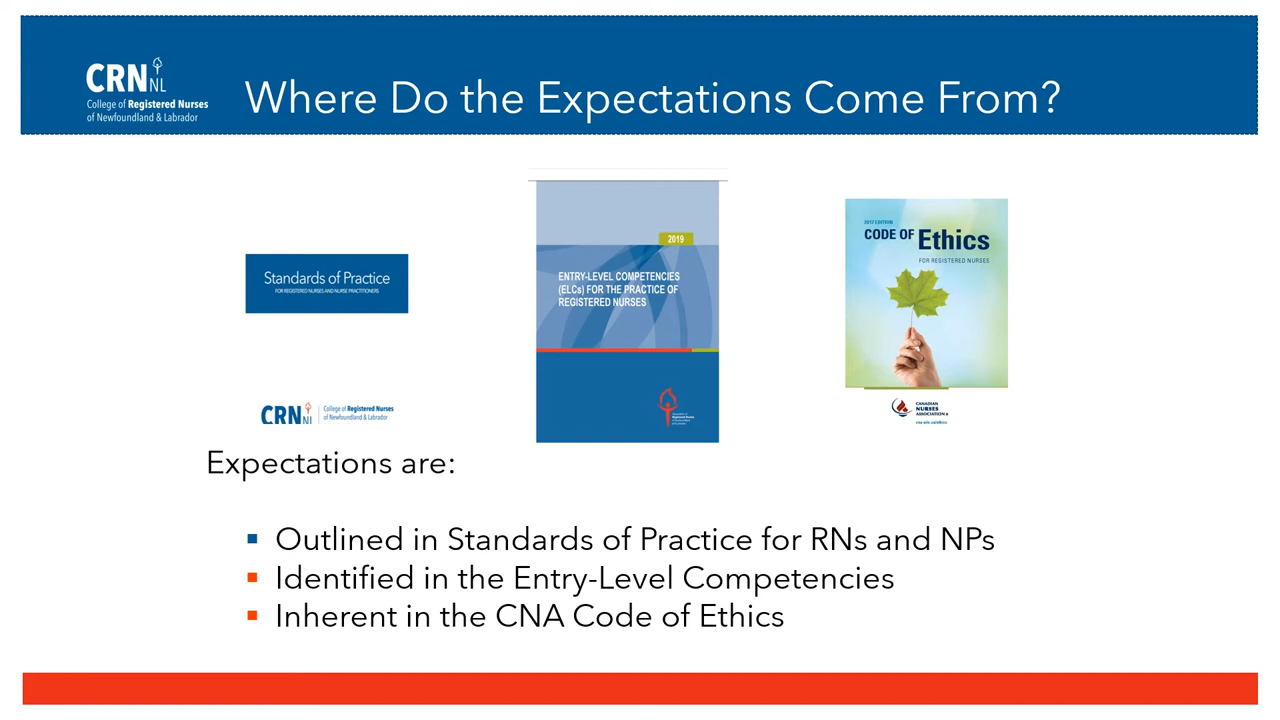 CRN NL
College of Registered Nurses
of Newfoundland & Labrador
Where Do the Expectations Come From?
Standards of Practice
FOR REGISTERED NURSES AND NURSE PRACTITIONERS
CRN NL
College of Registered Nurses
of Newfoundland & Labrador
2019
ENTRY-LEVEL COMPETENCIES
(ELCs) FOR THE PRACTICE OF
REGISTERED NURSES
2017 EDITION
CODE OF Ethics
FOR REGISTERED NURSES
CANADIAN
NURSES
ASSOCIATION
Expectations are:
Outlined in Standards of Practice for RNs and NPs
Identified in the Entry-Level Competencies
Inherent in the CNA Code of Ethics